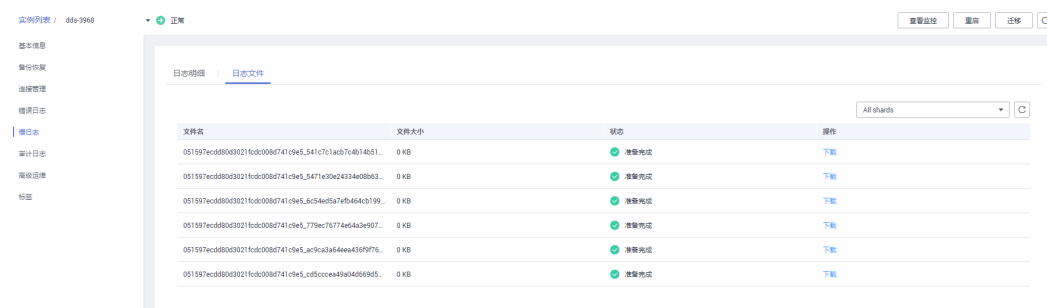 实例列表 / dds-3968 正常 查看监控 重启 迁移
基本信息
备份恢复
连接管理
错误日志
慢日志
审计日志
高级运维
标签
日志明细 日志文件
All shards
文件名 文件大小 状态 操作
051597ecdd80d3021fcdc008d741c9e5_541c7c1acb7c4b14b51... 0 KB 准备完成 下载
051597ecdd80d3021fcdc008d741c9e5_5471e30e24334e08b63... 0 KB 准备完成 下载
051597ecdd80d3021fcdc008d741c9e5_6c54ed5a7efb464cb199... 0 KB 准备完成 下载
051597ecdd80d3021fcdc008d741c9e5_779ec76774e64a3e907... 0 KB 准备完成 下载
051597ecdd80d3021fcdc008d741c9e5_ac9ca3a64eea436f9f76... 0 KB 准备完成 下载
051597ecdd80d3021fcdc008d741c9e5_cd5cccea49a04d669d5... 0 KB 准备完成 下载